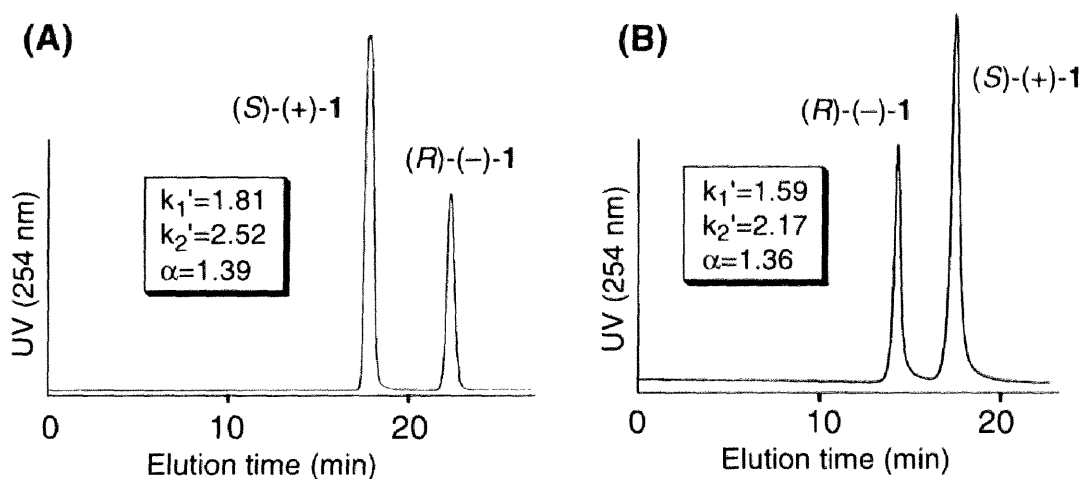 (A)
(S)-(+)-1
(R)-(–)-1
k1'=1.81
k2'=2.52
α=1.39
UV (254 nm)
0
10
20
Elution time (min)
(B)
(S)-(+)-1
(R)-(–)-1
k1'=1.59
k2'=2.17
α=1.36
UV (254 nm)
0
10
20
Elution time (min)